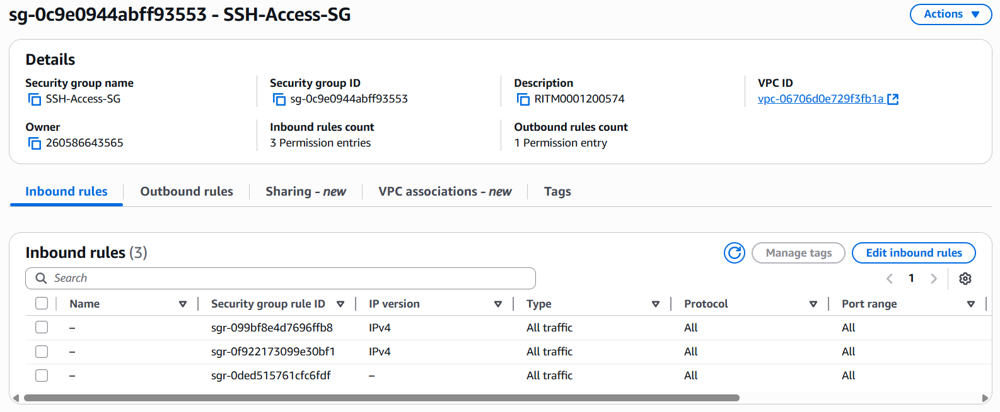 sg-0c9e0944abff93553 - SSH-Access-SG
Actions
Details
Security group name
SSH-Access-SG
Security group ID
sg-0c9e0944abff93553
Description
RITM0001200574
VPC ID
vpc-06706d0e729f3fb1a
Owner
260586643565
Inbound rules count
3 Permission entries
Outbound rules count
1 Permission entry
Inbound rules
Outbound rules
Sharing - new
VPC associations - new
Tags
Inbound rules (3)
Manage tags
Edit inbound rules
Search
1
Name Security group rule ID IP version Type Protocol Port range
– sgr-099bf8e4d7696ffb8 IPv4 All traffic All All
– sgr-0f922173099e30bf1 IPv4 All traffic All All
– sgr-0ded515761cfc6fdf – All traffic All All